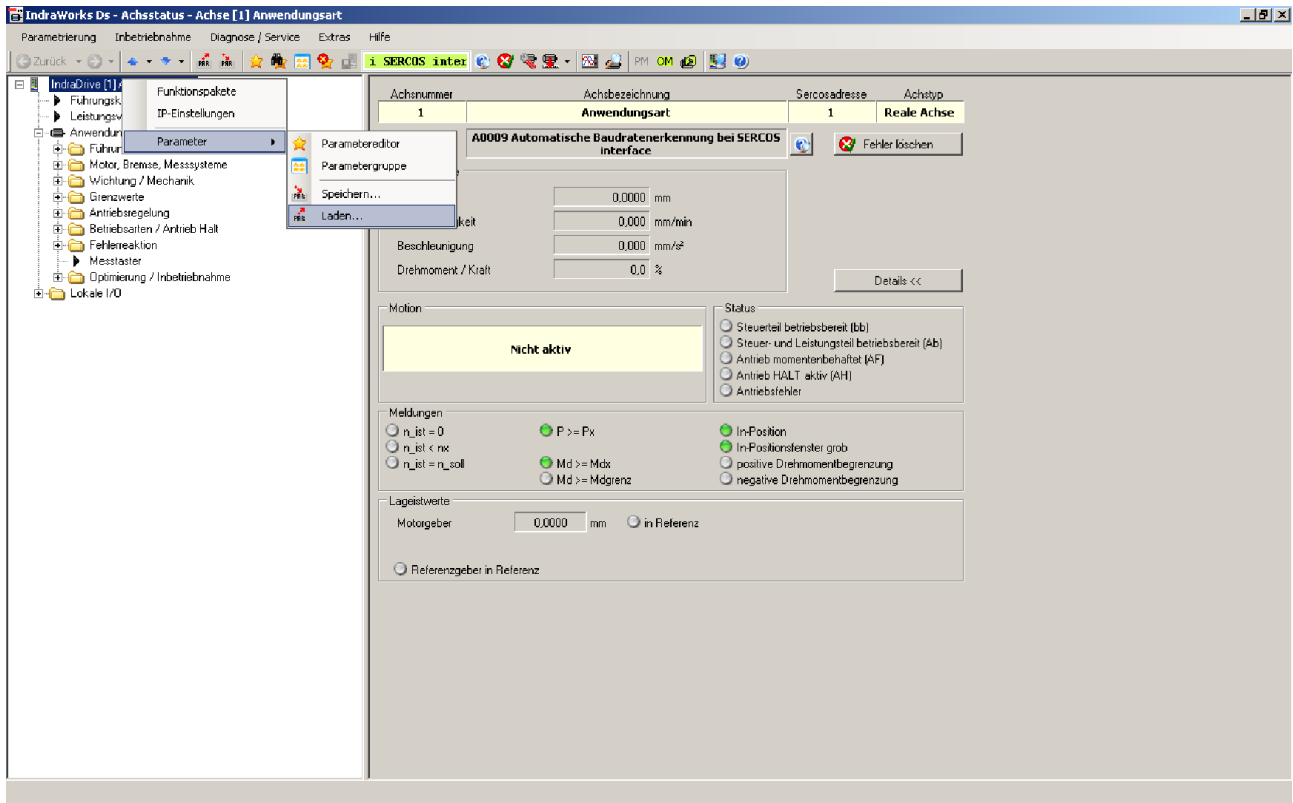 IndraWorks Ds - Achsstatus - Achse [1] Anwendungsart
Parametrierung Inbetriebnahme Diagnose / Service Extras Hilfe
Zurück i SERCOS inter PM OM
IndraDrive [1]
Führungsk
Leistungsv
Anwendun
Führun
Motor, Bremse, Messsysteme
Wichtung / Mechanik
Grenzwerte
Antriebsregelung
Betriebsarten / Antrieb Halt
Fehlerreaktion
Messtaster
Optimierung / Inbetriebnahme
Lokale I/O
Funktionspakete
IP-Einstellungen
Parameter
Parametereditor
Parametergruppe
Speichern...
Laden...
Achsnummer Achsbezeichnung Sercosadresse Achstyp
1 Anwendungsart 1 Reale Achse
A0009 Automatische Baudratenerkennung bei SERCOS
interface
Fehler löschen
0,0000 mm
keit 0,000 mm/min
Beschleunigung 0,000 mm/s²
Drehmoment / Kraft 0,0 %
Details <<
Motion
Nicht aktiv
Status
Steuerteil betriebsbereit (bb)
Steuer- und Leistungsteil betriebsbereit (Ab)
Antrieb momentenbehaftet (AF)
Antrieb HALT aktiv (AH)
Antriebsfehler
Meldungen
n_ist = 0 P >= Px In-Position
n_ist < nx In-Positionsfenster grob
n_ist = n_soll Md >= Mdx positive Drehmomentbegrenzung
Md >= Mdgrenz negative Drehmomentbegrenzung
Lageistwerte
Motorgeber 0,0000 mm in Referenz
Referenzgeber in Referenz